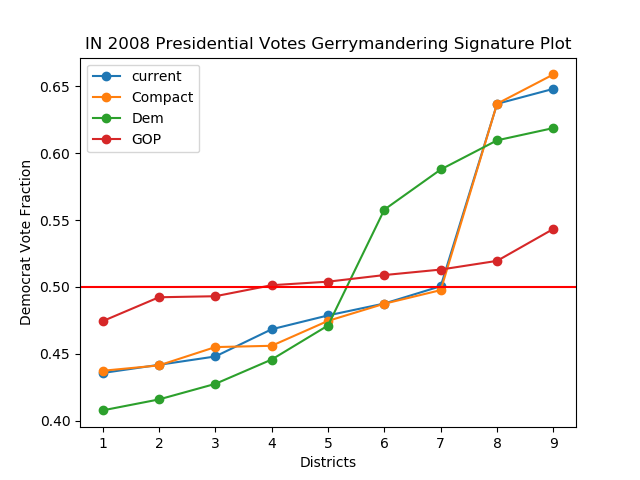 IN 2008 Presidential Votes Gerrymandering Signature Plot
current
Compact
Dem
GOP
0.65
0.60
0.55
0.50
0.45
0.40
Democrat Vote Fraction
1 2 3 4 5 6 7 8 9
Districts